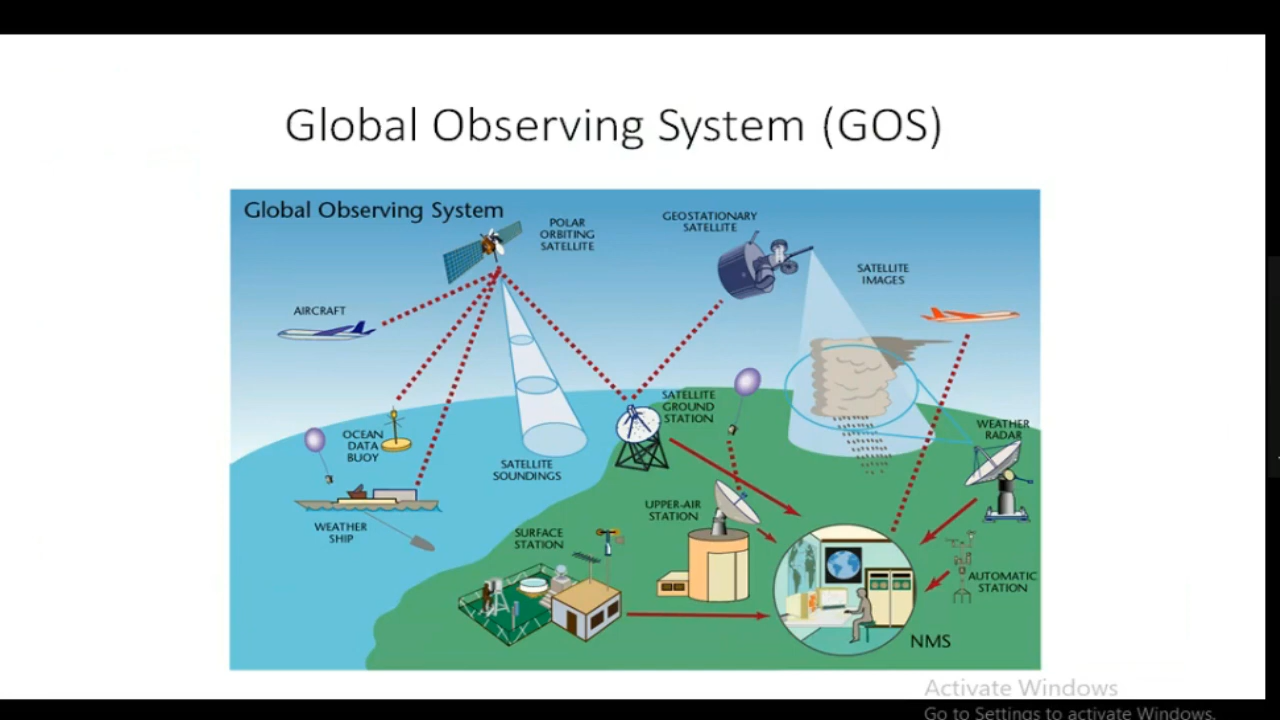 Global Observing System (GOS)
Global Observing System
POLAR
ORBITING
SATELLITE
GEOSTATIONARY
SATELLITE
SATELLITE
IMAGES
AIRCRAFT
OCEAN
DATA
BUOY
SATELLITE
GROUND
STATION
WEATHER
RADAR
SATELLITE
SOUNDINGS
WEATHER
SHIP
UPPER-AIR
STATION
SURFACE
STATION
AUTOMATIC
STATION
NMS
Activate Windows
Go to Settings to activate Windows.